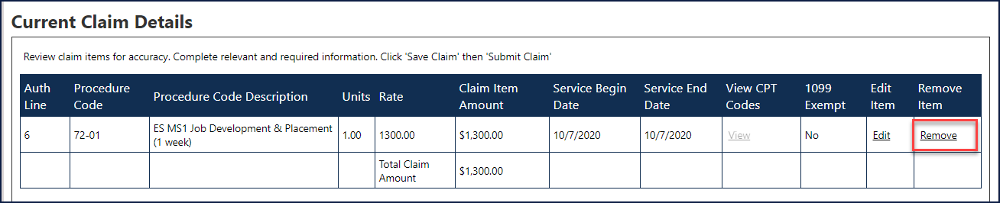 Current Claim Details
Review claim items for accuracy. Complete relevant and required information. Click 'Save Claim' then 'Submit Claim'
Auth Line Procedure Code Procedure Code Description Units Rate Claim Item Amount Service Begin Date Service End Date View CPT Codes 1099 Exempt Edit Item Remove Item
6 72-01 ES MS1 Job Development & Placement (1 week) 1.00 1300.00 $1,300.00 10/7/2020 10/7/2020 View No Edit Remove
Total Claim Amount $1,300.00